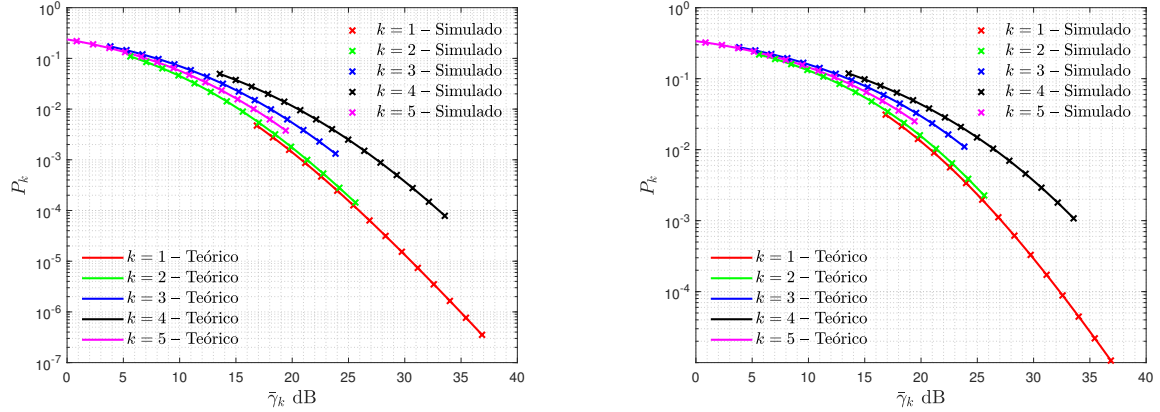 10^0
10^-1
10^-2
10^-3
10^-4
10^-5
10^-6
10^-7
P_k
0 5 10 15 20 25 30 35 40
γ̄_k dB
k = 1 – Simulado
k = 2 – Simulado
k = 3 – Simulado
k = 4 – Simulado
k = 5 – Simulado
k = 1 – Teórico
k = 2 – Teórico
k = 3 – Teórico
k = 4 – Teórico
k = 5 – Teórico
10^0
10^-1
10^-2
10^-3
10^-4
P_k
0 5 10 15 20 25 30 35 40
γ̄_k dB
k = 1 – Simulado
k = 2 – Simulado
k = 3 – Simulado
k = 4 – Simulado
k = 5 – Simulado
k = 1 – Teórico
k = 2 – Teórico
k = 3 – Teórico
k = 4 – Teórico
k = 5 – Teórico